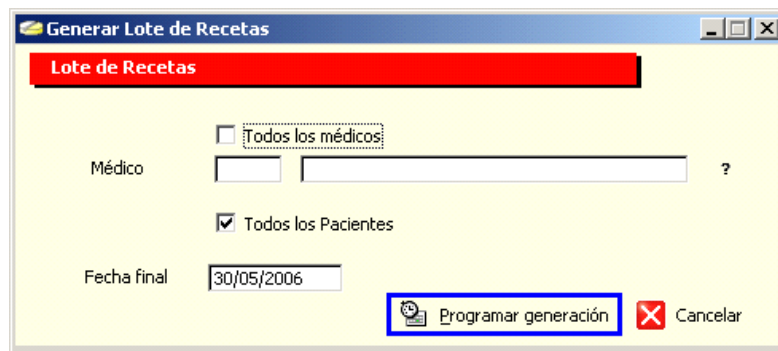 Generar Lote de Recetas
Lote de Recetas
Todos los médicos
Médico ?
Todos los Pacientes
Fecha final 30/05/2006
Programar generación Cancelar